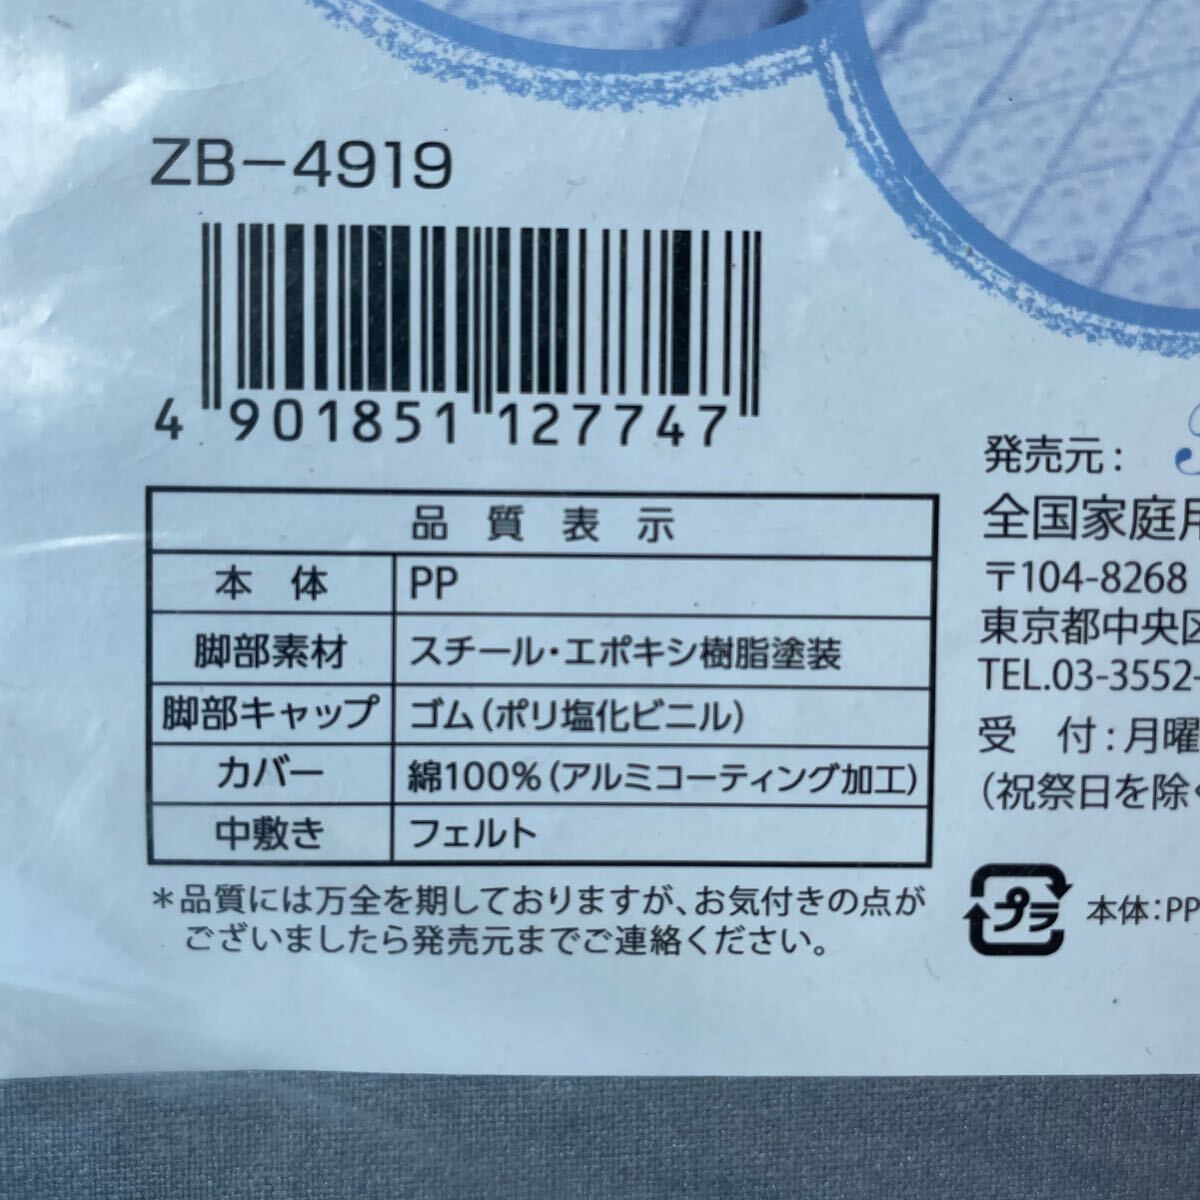 ZB-4919
4 901851 127747
品質表示
本体 PP
脚部素材 スチール・エポキシ樹脂塗装
脚部キャップ ゴム(ポリ塩化ビニル)
カバー 綿100%(アルミコーティング加工)
中敷き フェルト
*品質には万全を期しておりますが、お気付きの点が
ございましたら発売元までご連絡ください。
発売元:
全国家庭用
〒104-8268
東京都中央区
TEL.03-3552-
受 付:月曜
(祝祭日を除く
プラ 本体:PP